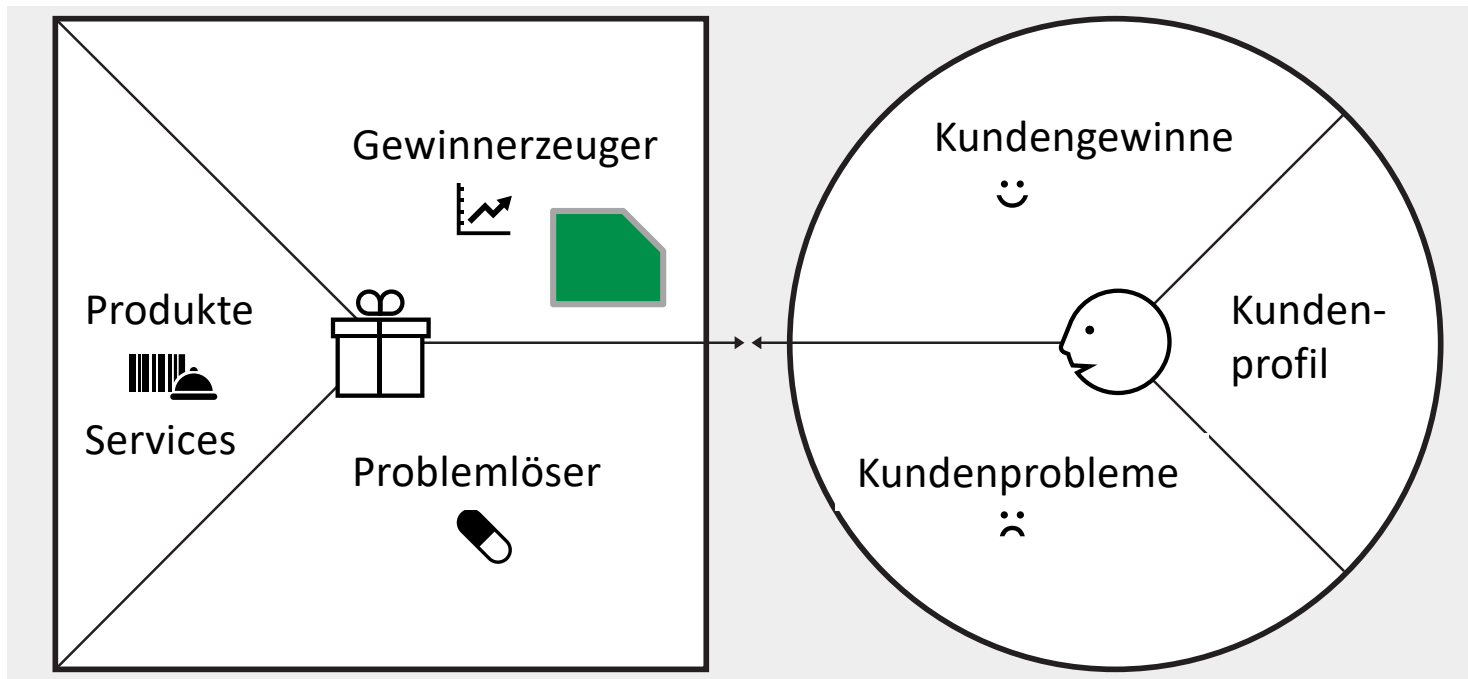 Gewinnerzeuger
Produkte
Services
Problemlöser
Kundengewinne
Kunden-
profil
Kundenprobleme